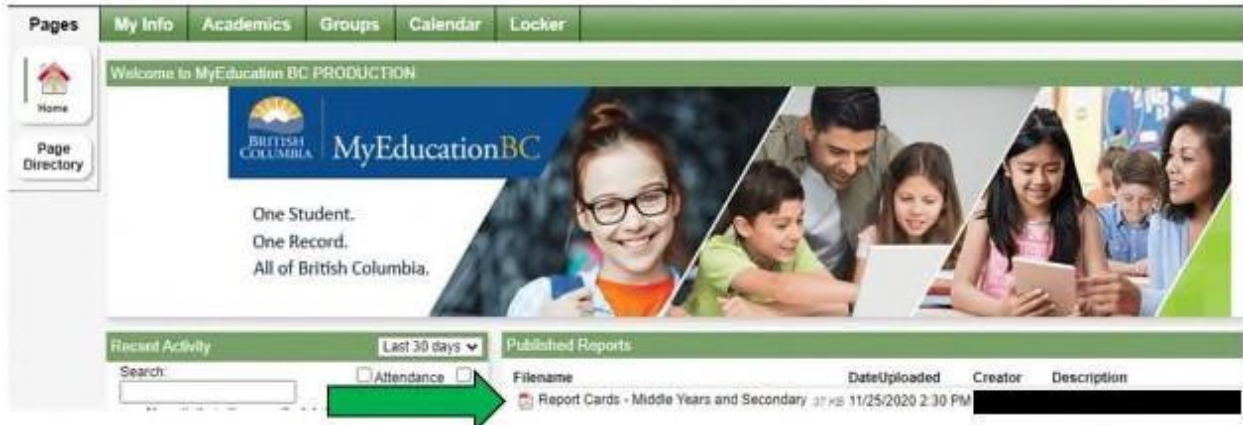 Pages My Info Academics Groups Calendar Locker
Home
Page
Directory
Welcome to MyEducation BC PRODUCTION
BRITISH
COLUMBIA
MyEducationBC
One Student.
One Record.
All of British Columbia.
Recent Activity Last 30 days
Search:
Attendance
Published Reports
Filename DateUploaded Creator Description
Report Cards - Middle Years and Secondary 37 KB 11/25/2020 2:30 PM